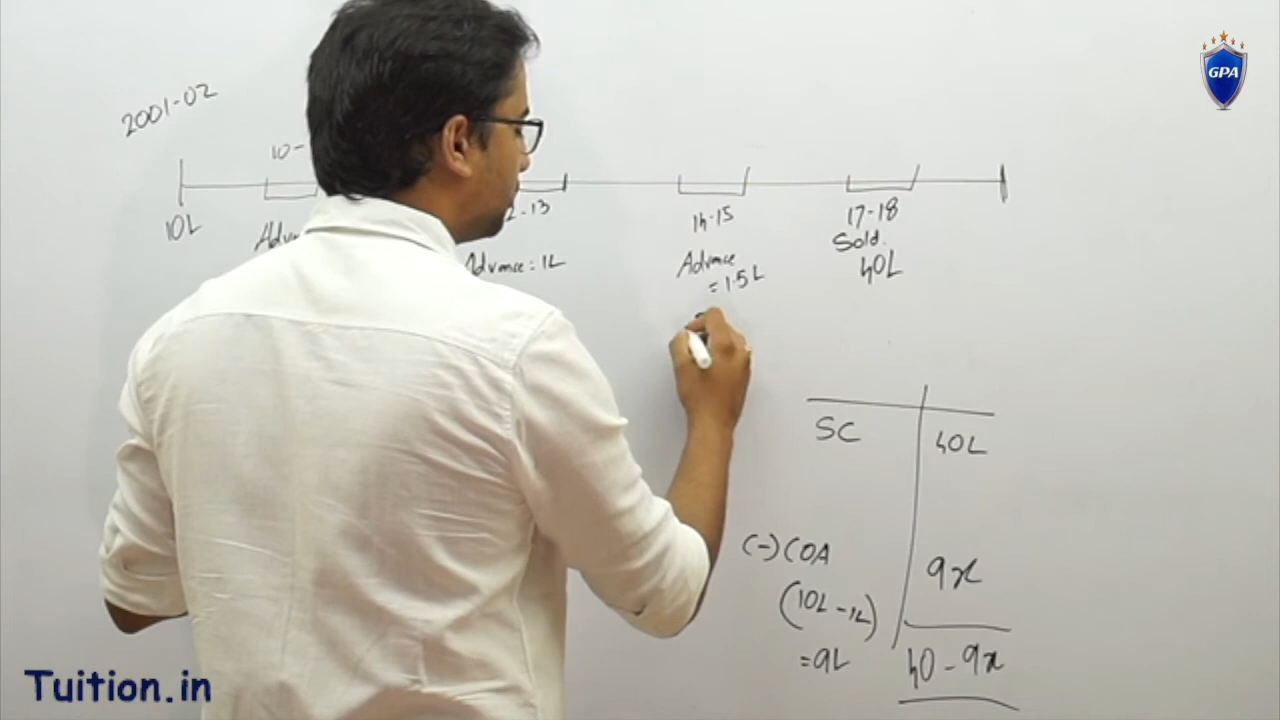 2001-02
10-
10L
2-13
14-15
17-18
Sold.
40L
Advance = 1L
Advance
= 1.5L
SC
40L
(-) COA
9x
(10L - 1L)
= 9L
40 - 9x
GPA
Tuition.in